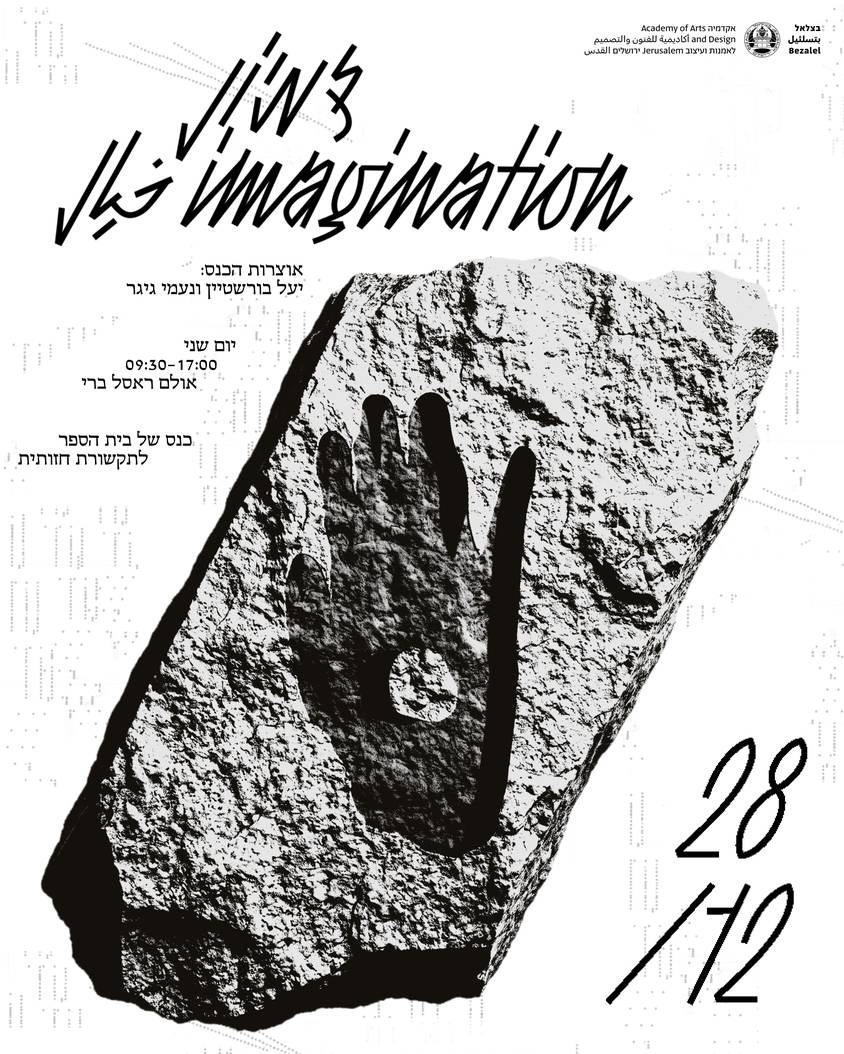 בצלאל
بتسلئيل
Bezalel
אקדמיה Academy of Arts
and Design أكاديمية للفنون والتصميم
לאמנות ועיצוב Jerusalem ירושלים القدس
דמיון
imagination خيال
אוצרות הכנס:
יעל בורשטיין ונעמי גיגר
יום שני
09:30–17:00
אולם ראסל ברי
כנס של בית הספר
לתקשורת חזותית
28
/12